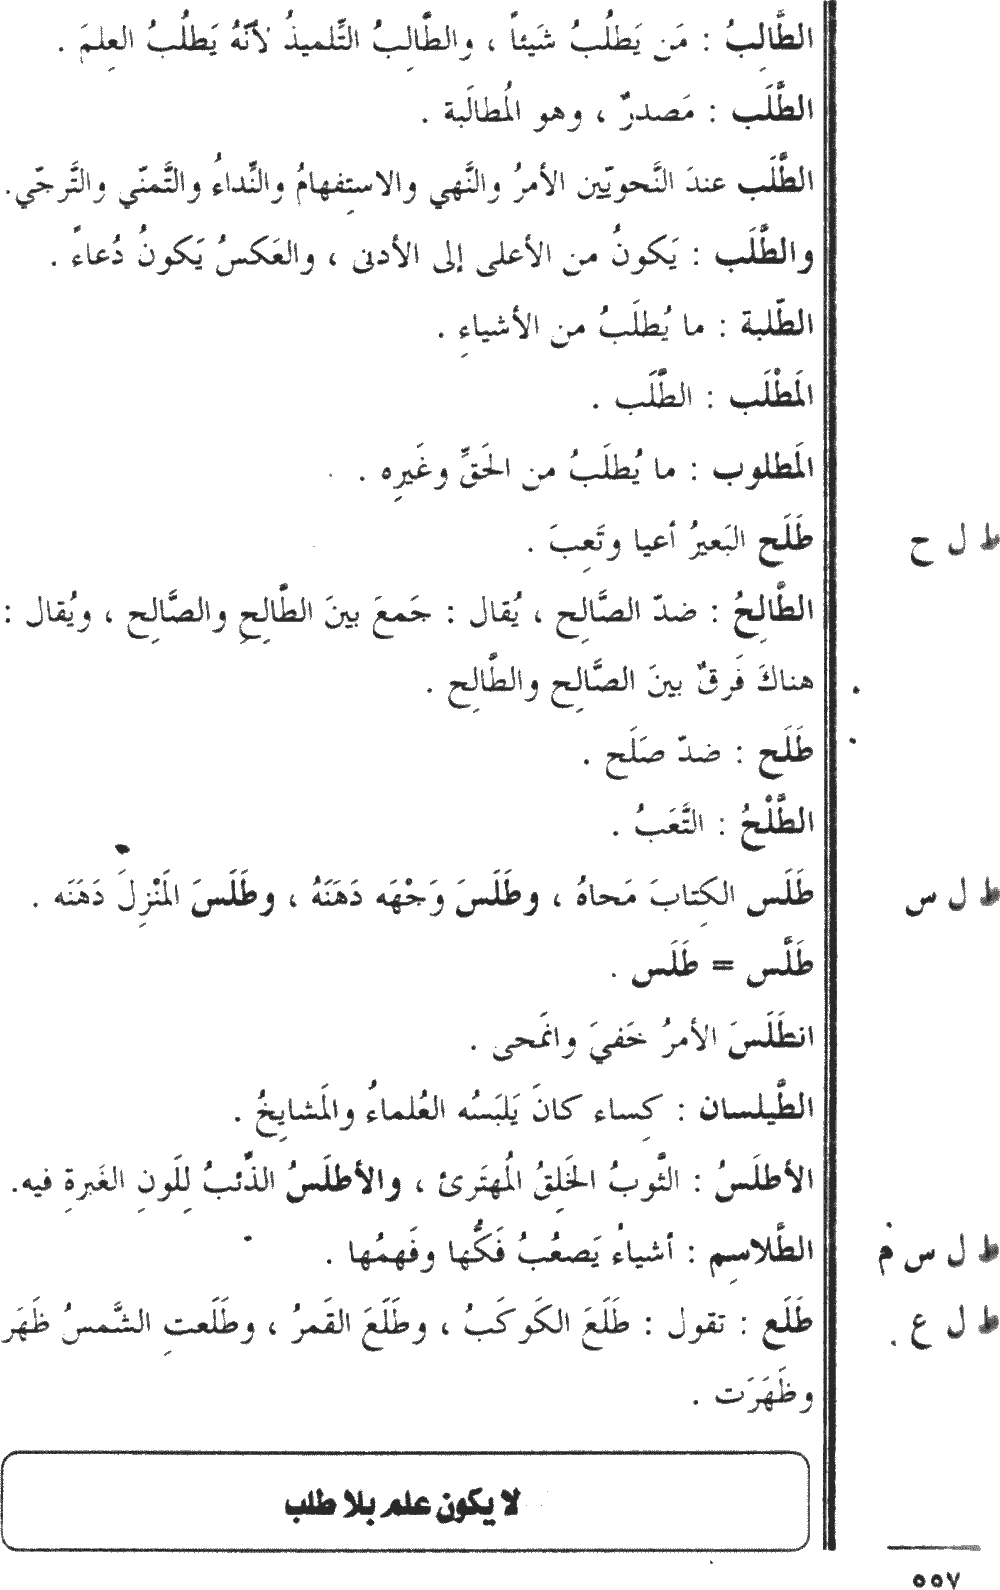 الطَّالِبُ : مَن يَطلُبُ شَيئاً ، والطَّالِبُ التِّلميذُ لأنَّهُ يَطلُبُ العِلمَ .
الطَّلَب : مَصدرٌ ، وهو المُطالَبة .
الطَّلَب عندَ النَّحويّين الأمرُ والنَّهي والاستِفهامُ والنِّداءُ والتَّمنّي والتَّرجّي.
والطَّلَب : يَكونُ من الأعلى إلى الأدنى ، والعَكسُ يَكونُ دُعاءً .
الطّلبة : ما يُطلَبُ من الأشياءِ .
المَطْلَب : الطَّلَب .
المَطلوب : ما يُطلَبُ من الحَقِّ وغَيرِه .
ط ل ح
طَلَح البَعيرُ أعيا وتَعِبَ .
الطَّالِحُ : ضدّ الصَّالِح ، يُقال : جَمعَ بينَ الطَّالِحِ والصَّالِح ، ويُقال :
هناكَ فَرقٌ بينَ الصَّالِح والطَّالِح .
طَلَح : ضدّ صَلَح .
الطَّلْحُ : التَّعَبُ .
ط ل س
طَلَس الكِتابَ مَحاهُ ، وطَلَسَ وَجْهَه دَهَنَهُ ، وطَلَسَ المَنْزِلَ دَهَنَه .
طَلَّس = طَلَس .
انطَلَسَ الأمرُ خَفيَ وانمَحى .
الطَّيلسان : كِساء كانَ يَلبَسُه العُلماءُ والمَشايِخُ .
الأطلَسُ : الثَّوبُ الخَلِقُ المُهتَرئ ، والأطلَسُ الذِّئبُ لِلَونِ الغَبرةِ فيه.
ط ل س م
الطَّلاسِم : أشياءُ يَصعُبُ فَكُّها وفَهمُها .
ط ل ع
طَلَع : تقول : طَلَعَ الكَوكَبُ ، وطَلَعَ القَمرُ ، وطَلَعتِ الشَّمسُ ظَهَر
وظَهَرَت .
لا يكون علم بلا طلب
٥٥٧